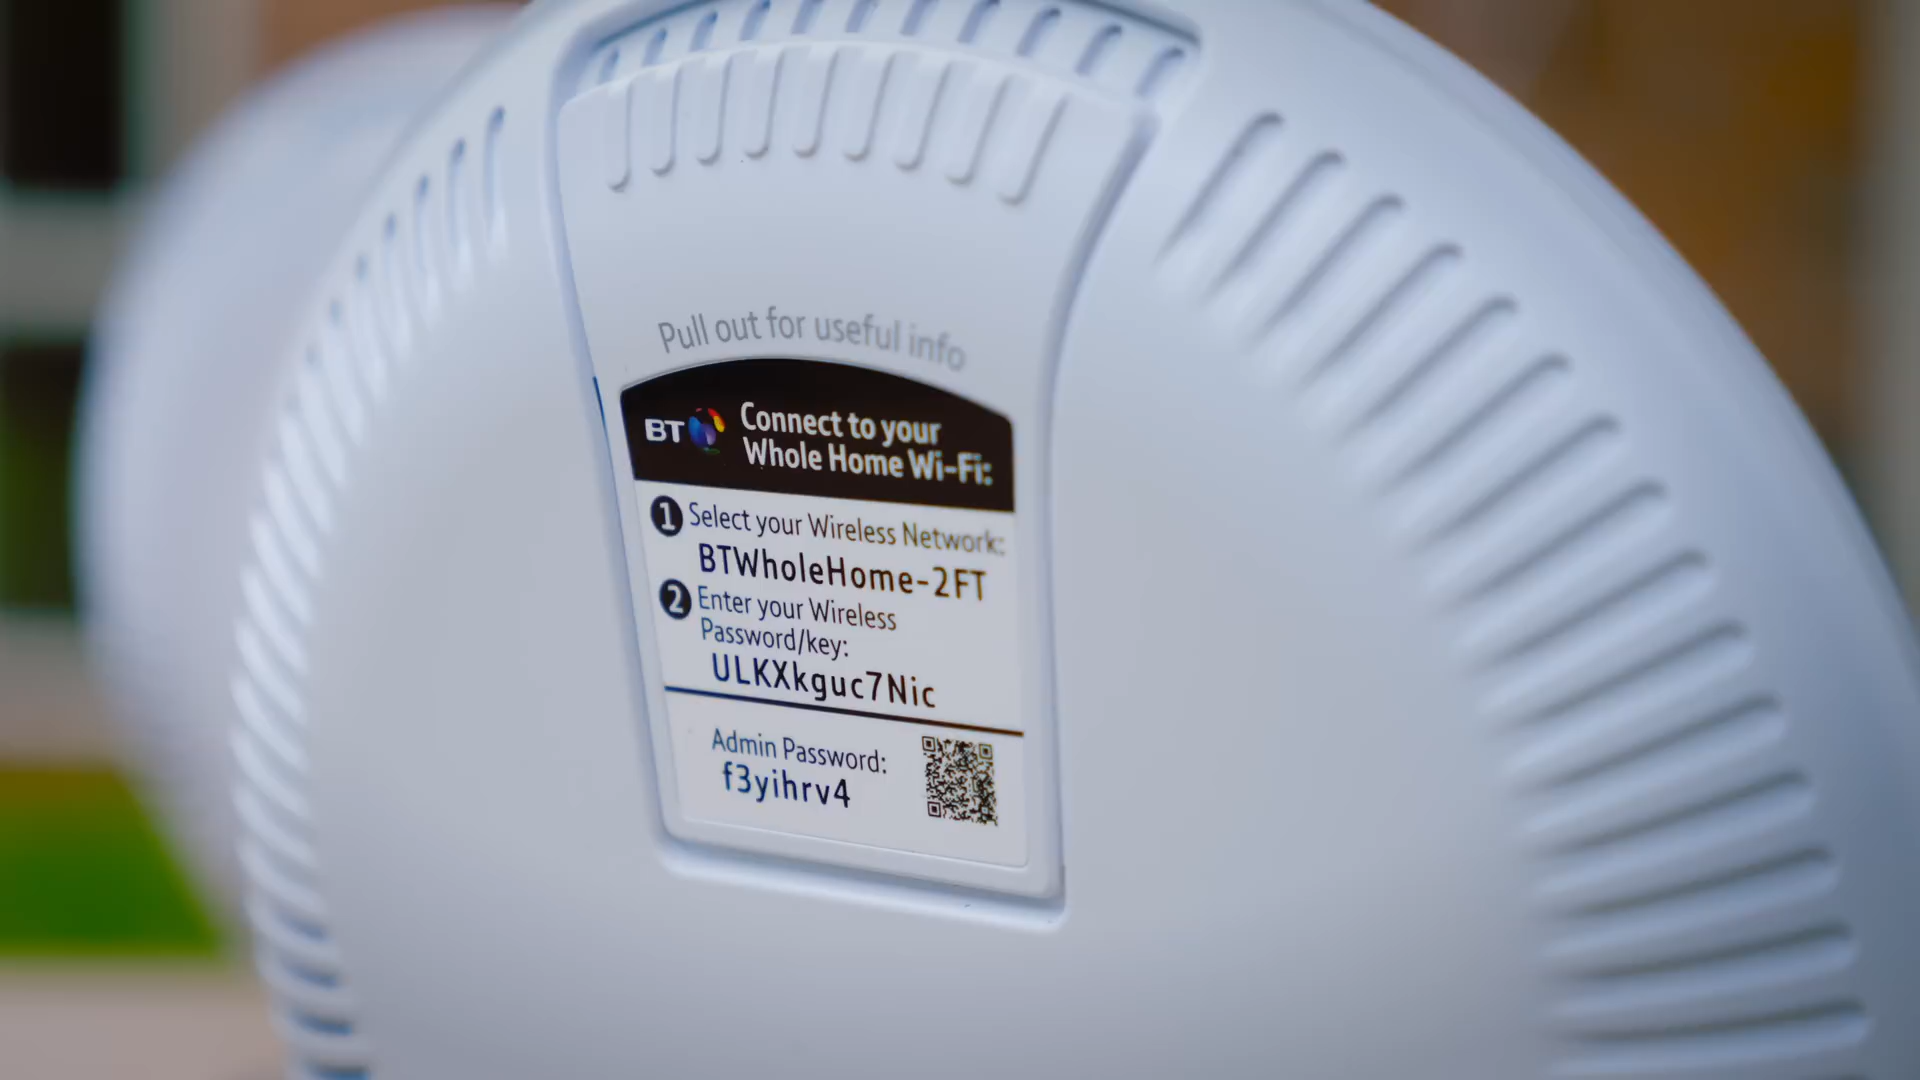 Pull out for useful info
BT
Connect to your
Whole Home Wi-Fi:
1 Select your Wireless Network:
BTWholeHome-2FT
2 Enter your Wireless
Password/key:
ULKXkguc7Nic
Admin Password:
f3yihrv4